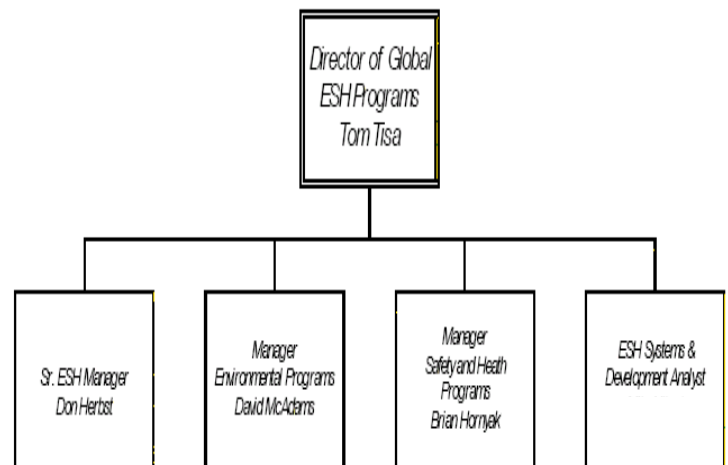 Director of Global
ESH Programs
Tom Tisa
Sr. ESH Manager
Don Herbst
Manager
Environmental Programs
David McAdams
Manager
Safety and Heath
Programs
Brian Hornyak
ESH Systems &
Development Analyst